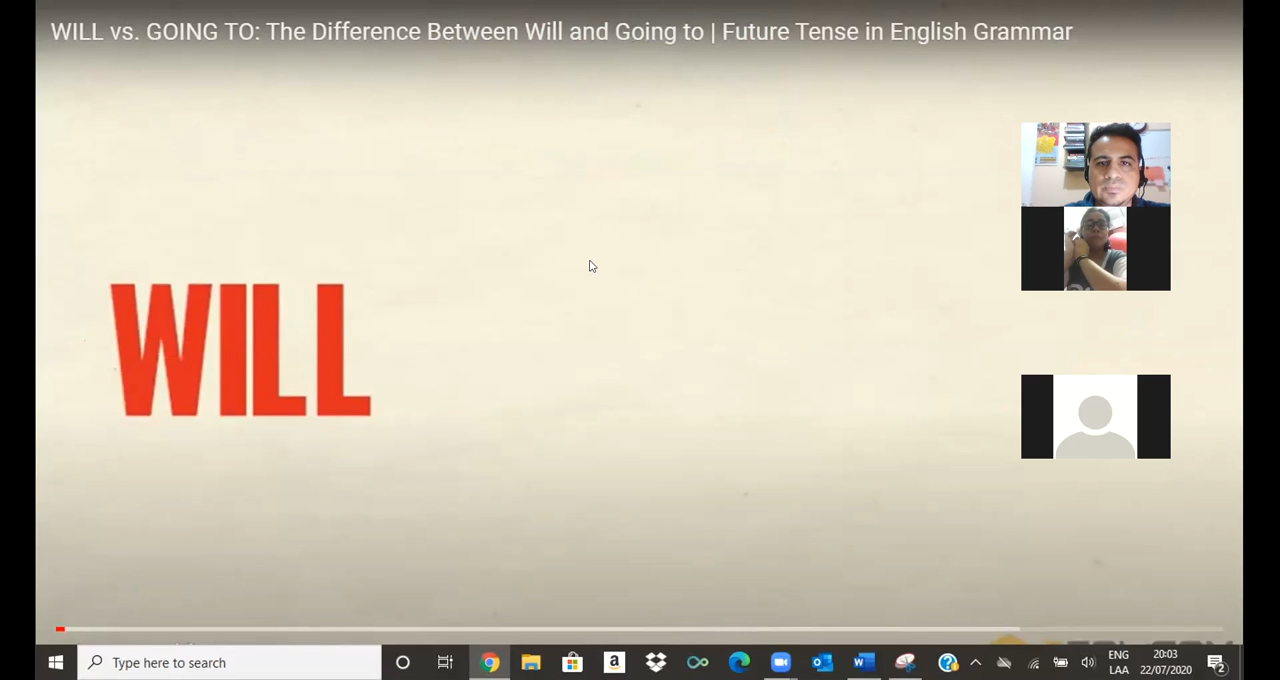 WILL vs. GOING TO: The Difference Between Will and Going to | Future Tense in English Grammar
WILL
Type here to search
a
ENG
LAA
20:03
22/07/2020
2